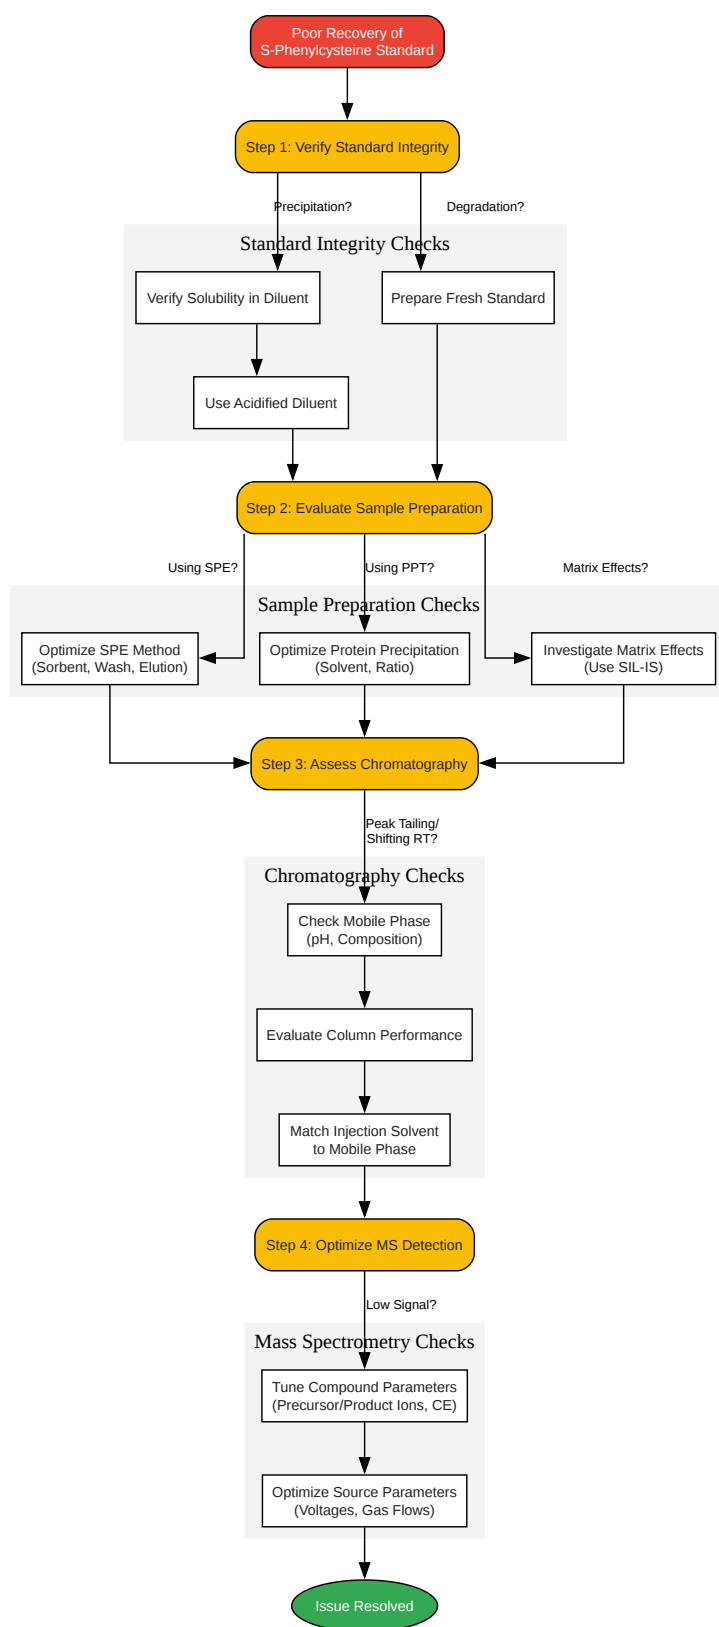 Poor Recovery of
S-Phenylcysteine Standard
Step 1: Verify Standard Integrity
Precipitation?
Degradation?
Standard Integrity Checks
Verify Solubility in Diluent
Prepare Fresh Standard
Use Acidified Diluent
Step 2: Evaluate Sample Preparation
Using SPE?
Using PPT?
Matrix Effects?
Sample Preparation Checks
Optimize SPE Method
(Sorbent, Wash, Elution)
Optimize Protein Precipitation
(Solvent, Ratio)
Investigate Matrix Effects
(Use SIL-IS)
Step 3: Assess Chromatography
Peak Tailing/
Shifting RT?
Chromatography Checks
Check Mobile Phase
(pH, Composition)
Evaluate Column Performance
Match Injection Solvent
to Mobile Phase
Step 4: Optimize MS Detection
Low Signal?
Mass Spectrometry Checks
Tune Compound Parameters
(Precursor/Product Ions, CE)
Optimize Source Parameters
(Voltages, Gas Flows)
Issue Resolved